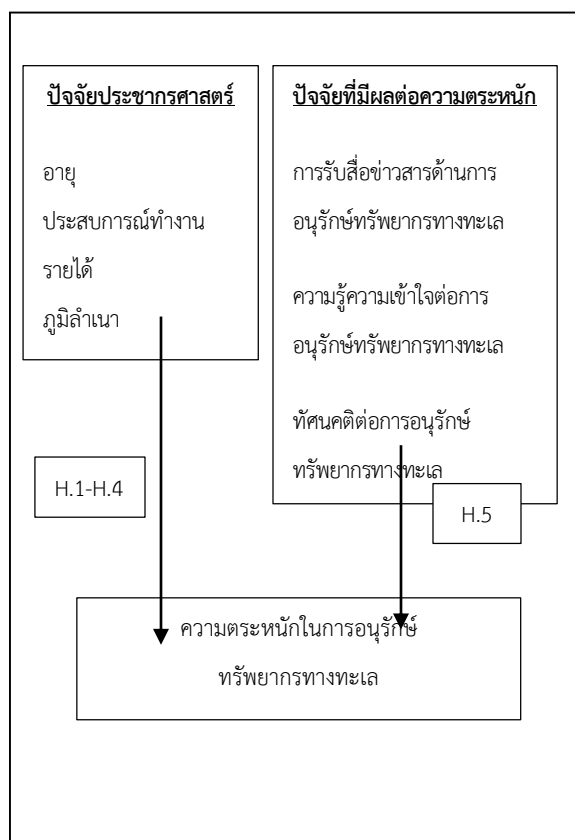 ปัจจัยประชากรศาสตร์
อายุ
ประสบการณ์ทำงาน
รายได้
ภูมิลำเนา
ปัจจัยที่มีผลต่อความตระหนัก
การรับสื่อข่าวสารด้านการ
อนุรักษ์ทรัพยากรทางทะเล
ความรู้ความเข้าใจต่อการ
อนุรักษ์ทรัพยากรทางทะเล
ทัศนคติต่อการอนุรักษ์
ทรัพยากรทางทะเล
H.1-H.4
H.5
ความตระหนักในการอนุรักษ์
ทรัพยากรทางทะเล